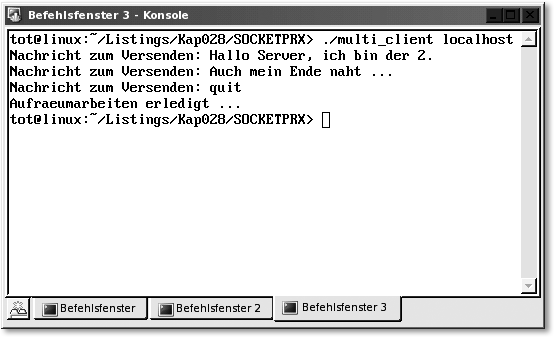 Befehlsfenster 3 - Konsole
tot@linux:~/Listings/Kap028/SOCKETPRX> ./multi_client localhost
Nachricht zum Versenden: Hallo Server, ich bin der 2.
Nachricht zum Versenden: Auch mein Ende naht ...
Nachricht zum Versenden: quit
Aufraeumarbeiten erledigt ...
tot@linux:~/Listings/Kap028/SOCKETPRX>
Befehlsfenster Befehlsfenster 2 Befehlsfenster 3